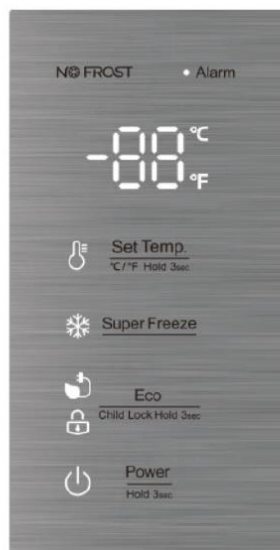 NO FROST
Alarm
-88 °C
°F
Set Temp.
°C/°F Hold 3sec
Super Freeze
Eco
Child Lock Hold 3sec
Power
Hold 3sec